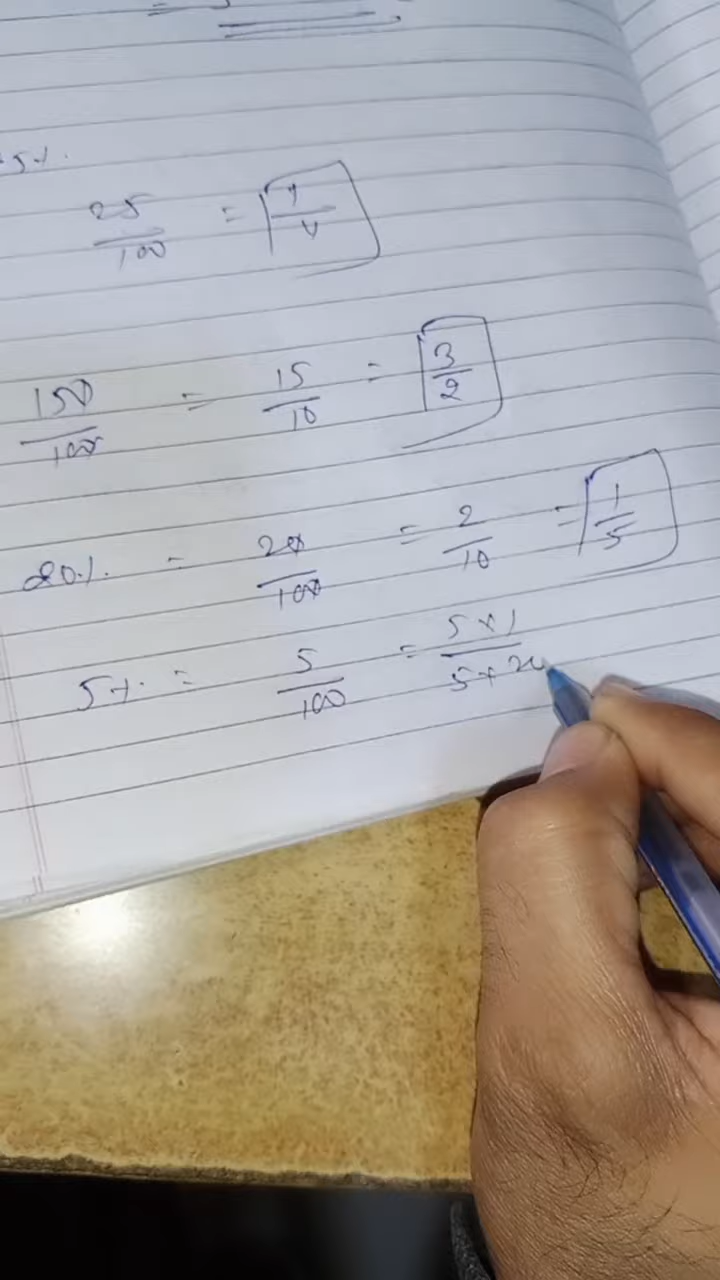 5%.
25/100 = 1/4
150/100 = 15/10 = 3/2
20%. = 20/100 = 2/10 = 1/5
5%. = 5/100 = 5×1/5×20